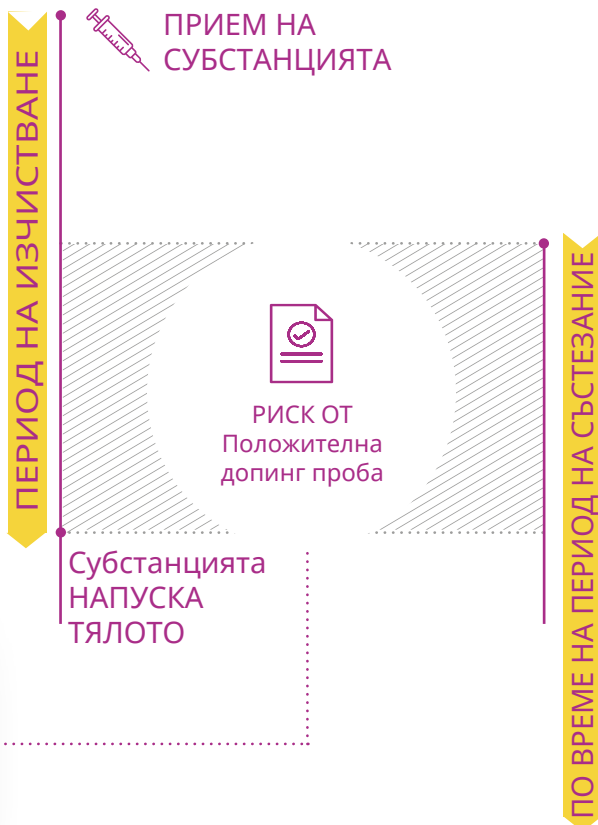 ПРИЕМ НА
СУБСТАНЦИЯТА
ПЕРИОД НА ИЗЧИСТВАНЕ
РИСК ОТ
Положителна
допинг проба
Субстанцията
НАПУСКА
ТЯЛОТО
ПО ВРЕМЕ НА ПЕРИОД НА СЪСТЕЗАНИЕ